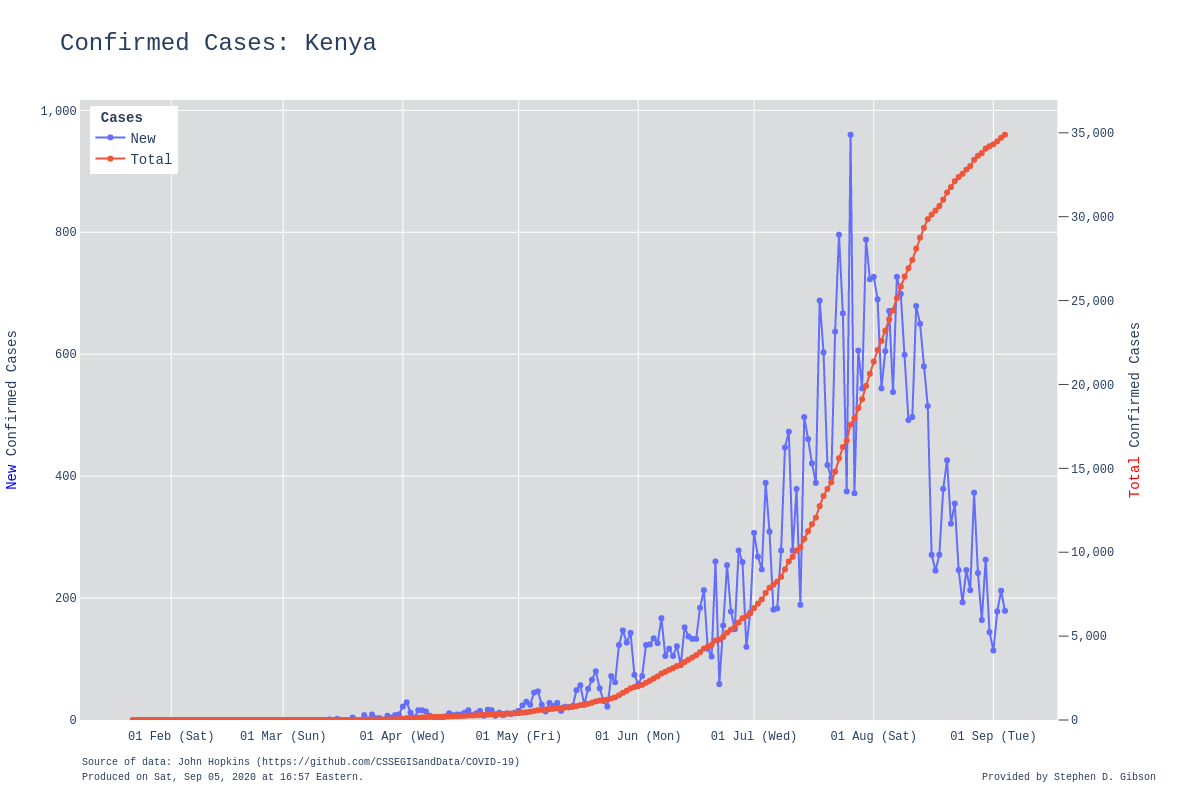 Confirmed Cases: Kenya
Cases
New
Total
1,000
800
600
400
200
0
35,000
30,000
25,000
20,000
15,000
10,000
5,000
0
New Confirmed Cases
Total Confirmed Cases
01 Feb (Sat)
01 Mar (Sun)
01 Apr (Wed)
01 May (Fri)
01 Jun (Mon)
01 Jul (Wed)
01 Aug (Sat)
01 Sep (Tue)
Source of data: John Hopkins (https://github.com/CSSEGISandData/COVID-19)
Produced on Sat, Sep 05, 2020 at 16:57 Eastern.
Provided by Stephen D. Gibson